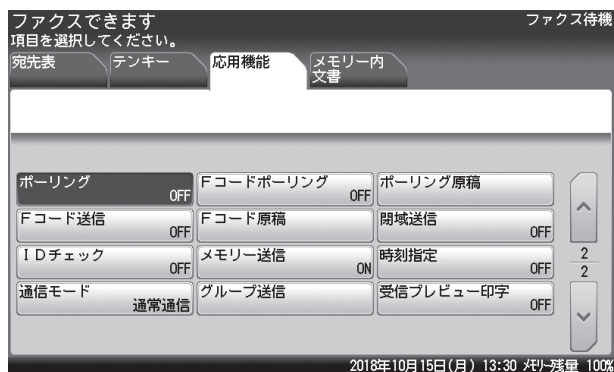 ファクスできます
ファクス待機
項目を選択してください。
宛先表
テンキー
応用機能
メモリー内
文書
ポーリング
OFF
Fコードポーリング
OFF
ポーリング原稿
Fコード送信
OFF
Fコード原稿
閉域送信
OFF
IDチェック
OFF
メモリー送信
ON
時刻指定
OFF
2
2
通信モード
通常通信
グループ送信
受信プレビュー印字
OFF
2018年10月15日(月) 13:30 メモリー残量 100%